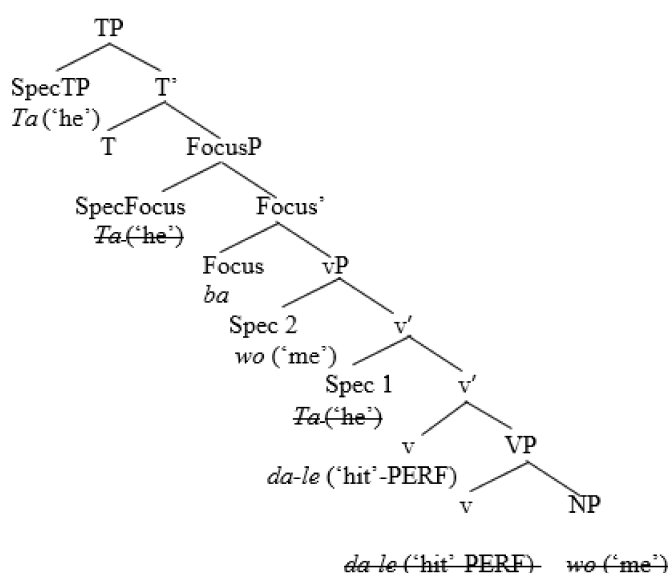 TP
SpecTP T’
Ta (‘he’)
T FocusP
SpecFocus Focus’
Ta (‘he’)
Focus vP
ba
Spec 2 v′
wo (‘me’)
Spec 1 v′
Ta (‘he’)
v VP
da-le (‘hit’-PERF)
v NP
da-le (‘hit’-PERF) wo (‘me’)